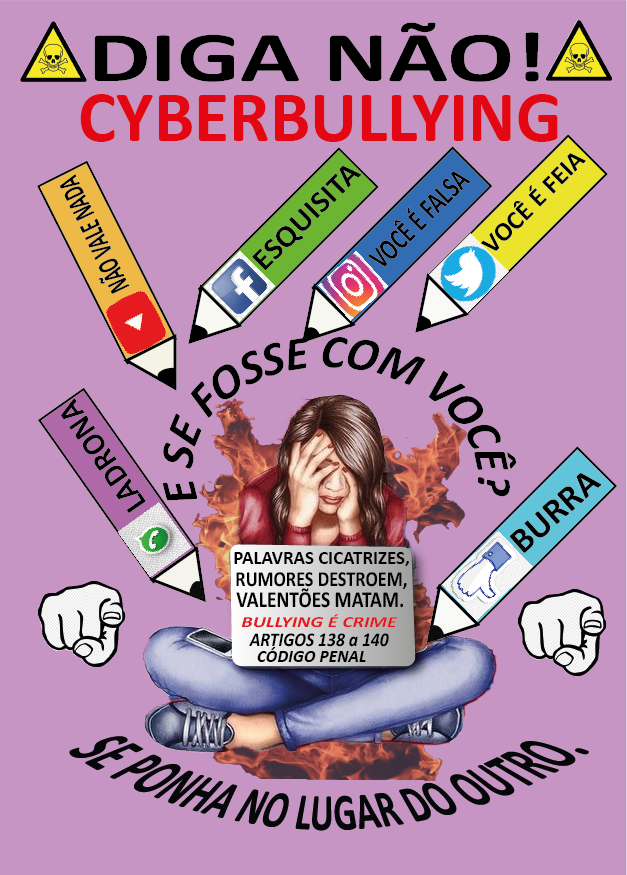 DIGA NÃO!
CYBERBULLYING
NÃO VALE NADA
ESQUISITA
VOCÊ É FALSA
VOCÊ É FEIA
E SE FOSSE COM VOCÊ?
LADRONA
BURRA
PALAVRAS CICATRIZES,
RUMORES DESTROEM,
VALENTÕES MATAM.
BULLYING É CRIME
ARTIGOS 138 a 140
CÓDIGO PENAL
SE PONHA NO LUGAR DO OUTRO.